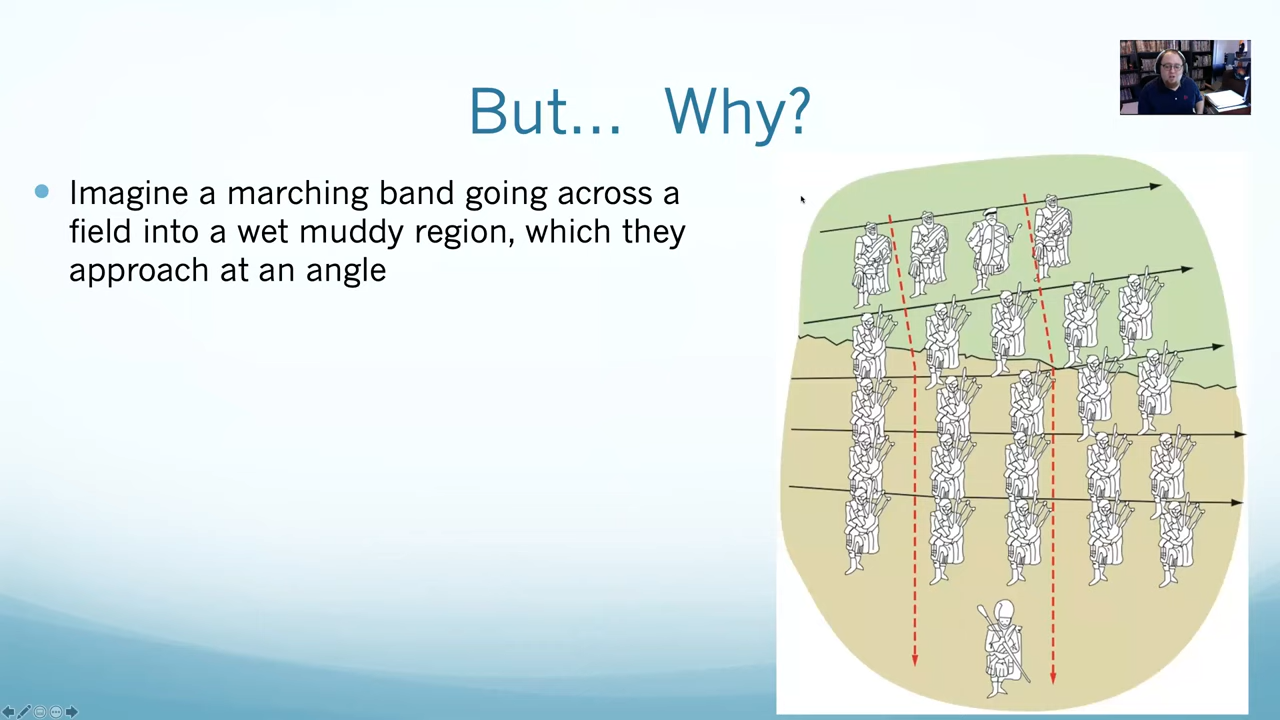 But... Why?
Imagine a marching band going across a
field into a wet muddy region, which they
approach at an angle